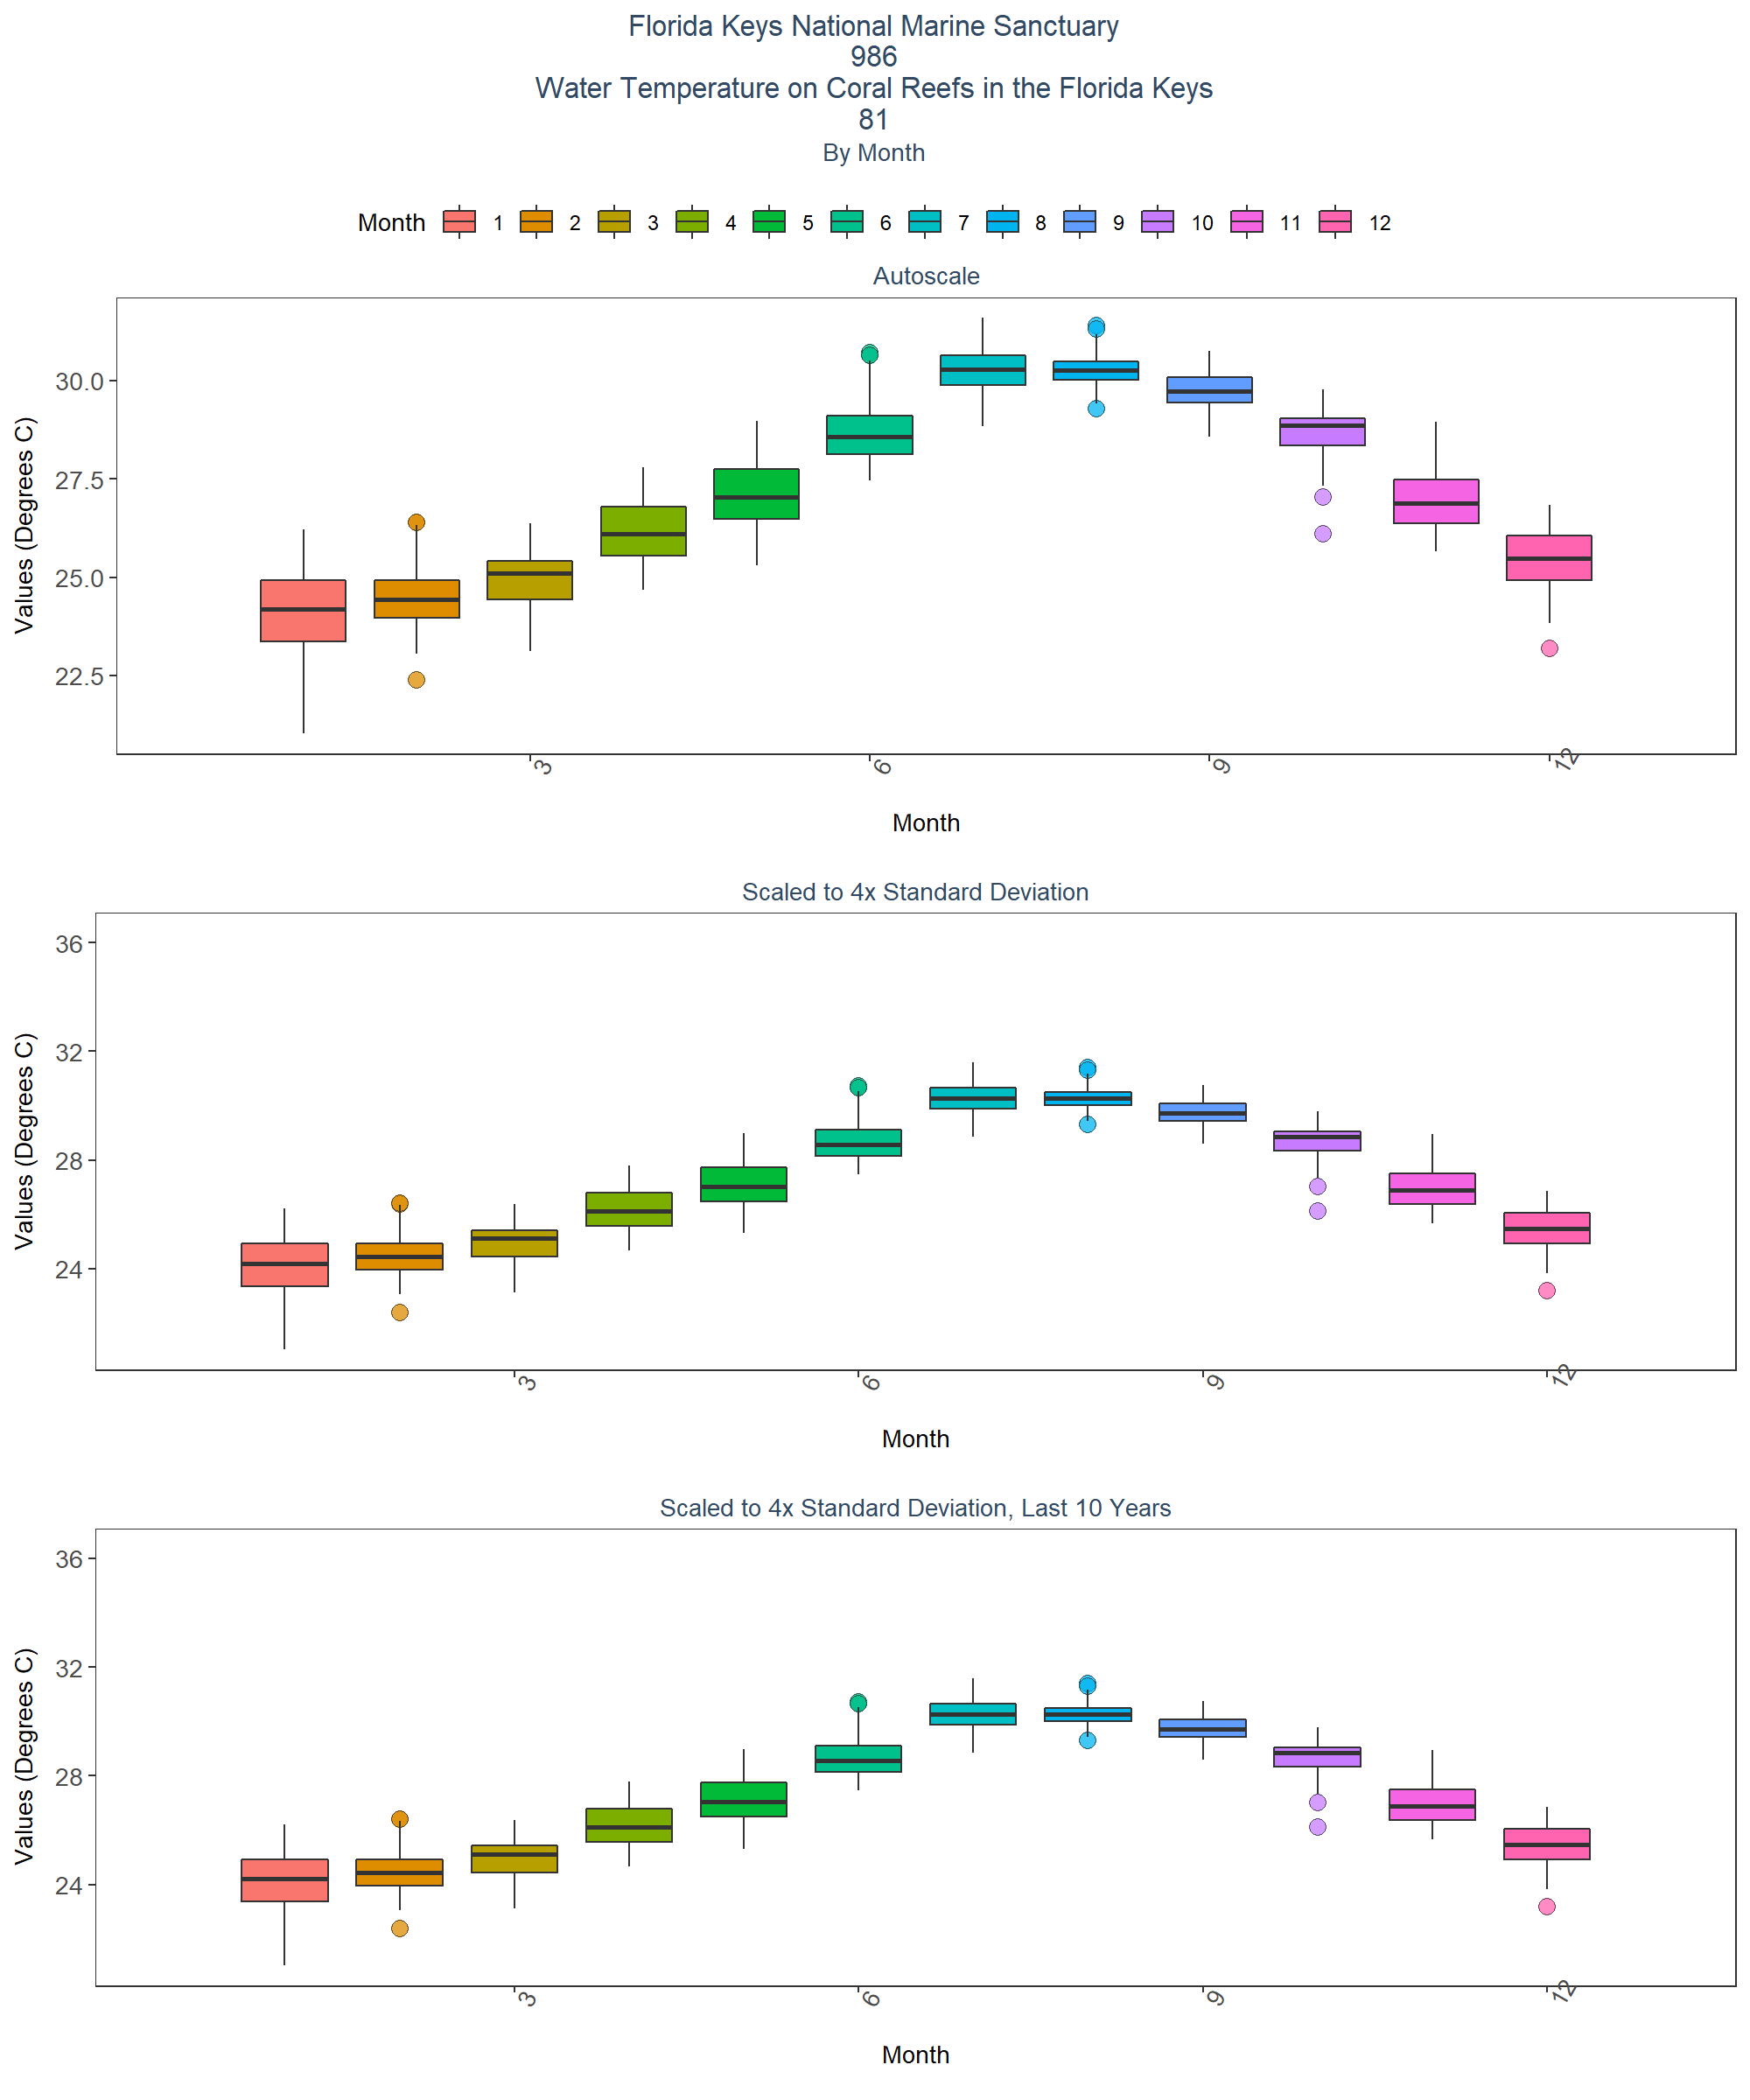 Florida Keys National Marine Sanctuary
986
Water Temperature on Coral Reefs in the Florida Keys
81
By Month
Month 1 2 3 4 5 6 7 8 9 10 11 12
Autoscale
Values (Degrees C)
30.0
27.5
25.0
22.5
3 6 9 12
Month
Scaled to 4x Standard Deviation
Values (Degrees C)
36
32
28
24
3 6 9 12
Month
Scaled to 4x Standard Deviation, Last 10 Years
Values (Degrees C)
36
32
28
24
3 6 9 12
Month